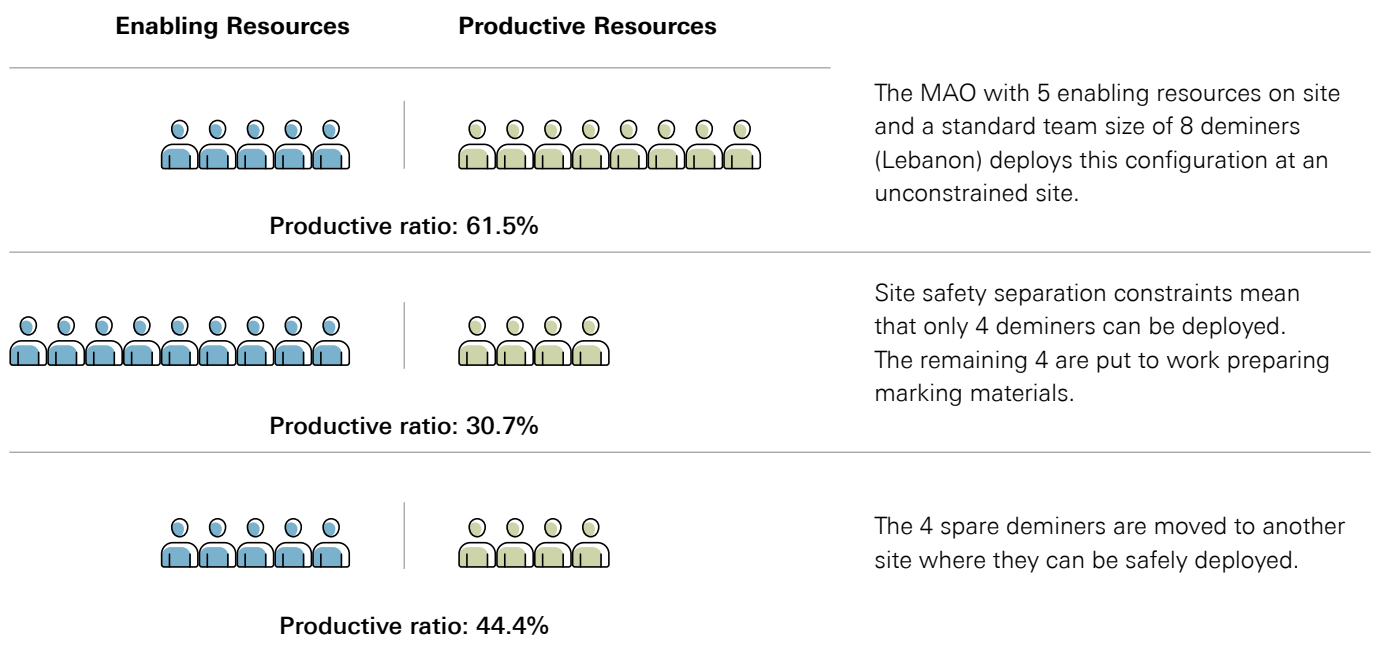 Enabling Resources
Productive Resources
The MAO with 5 enabling resources on site
and a standard team size of 8 deminers
(Lebanon) deploys this configuration at an
unconstrained site.
Productive ratio: 61.5%
Site safety separation constraints mean
that only 4 deminers can be deployed.
The remaining 4 are put to work preparing
marking materials.
Productive ratio: 30.7%
The 4 spare deminers are moved to another
site where they can be safely deployed.
Productive ratio: 44.4%